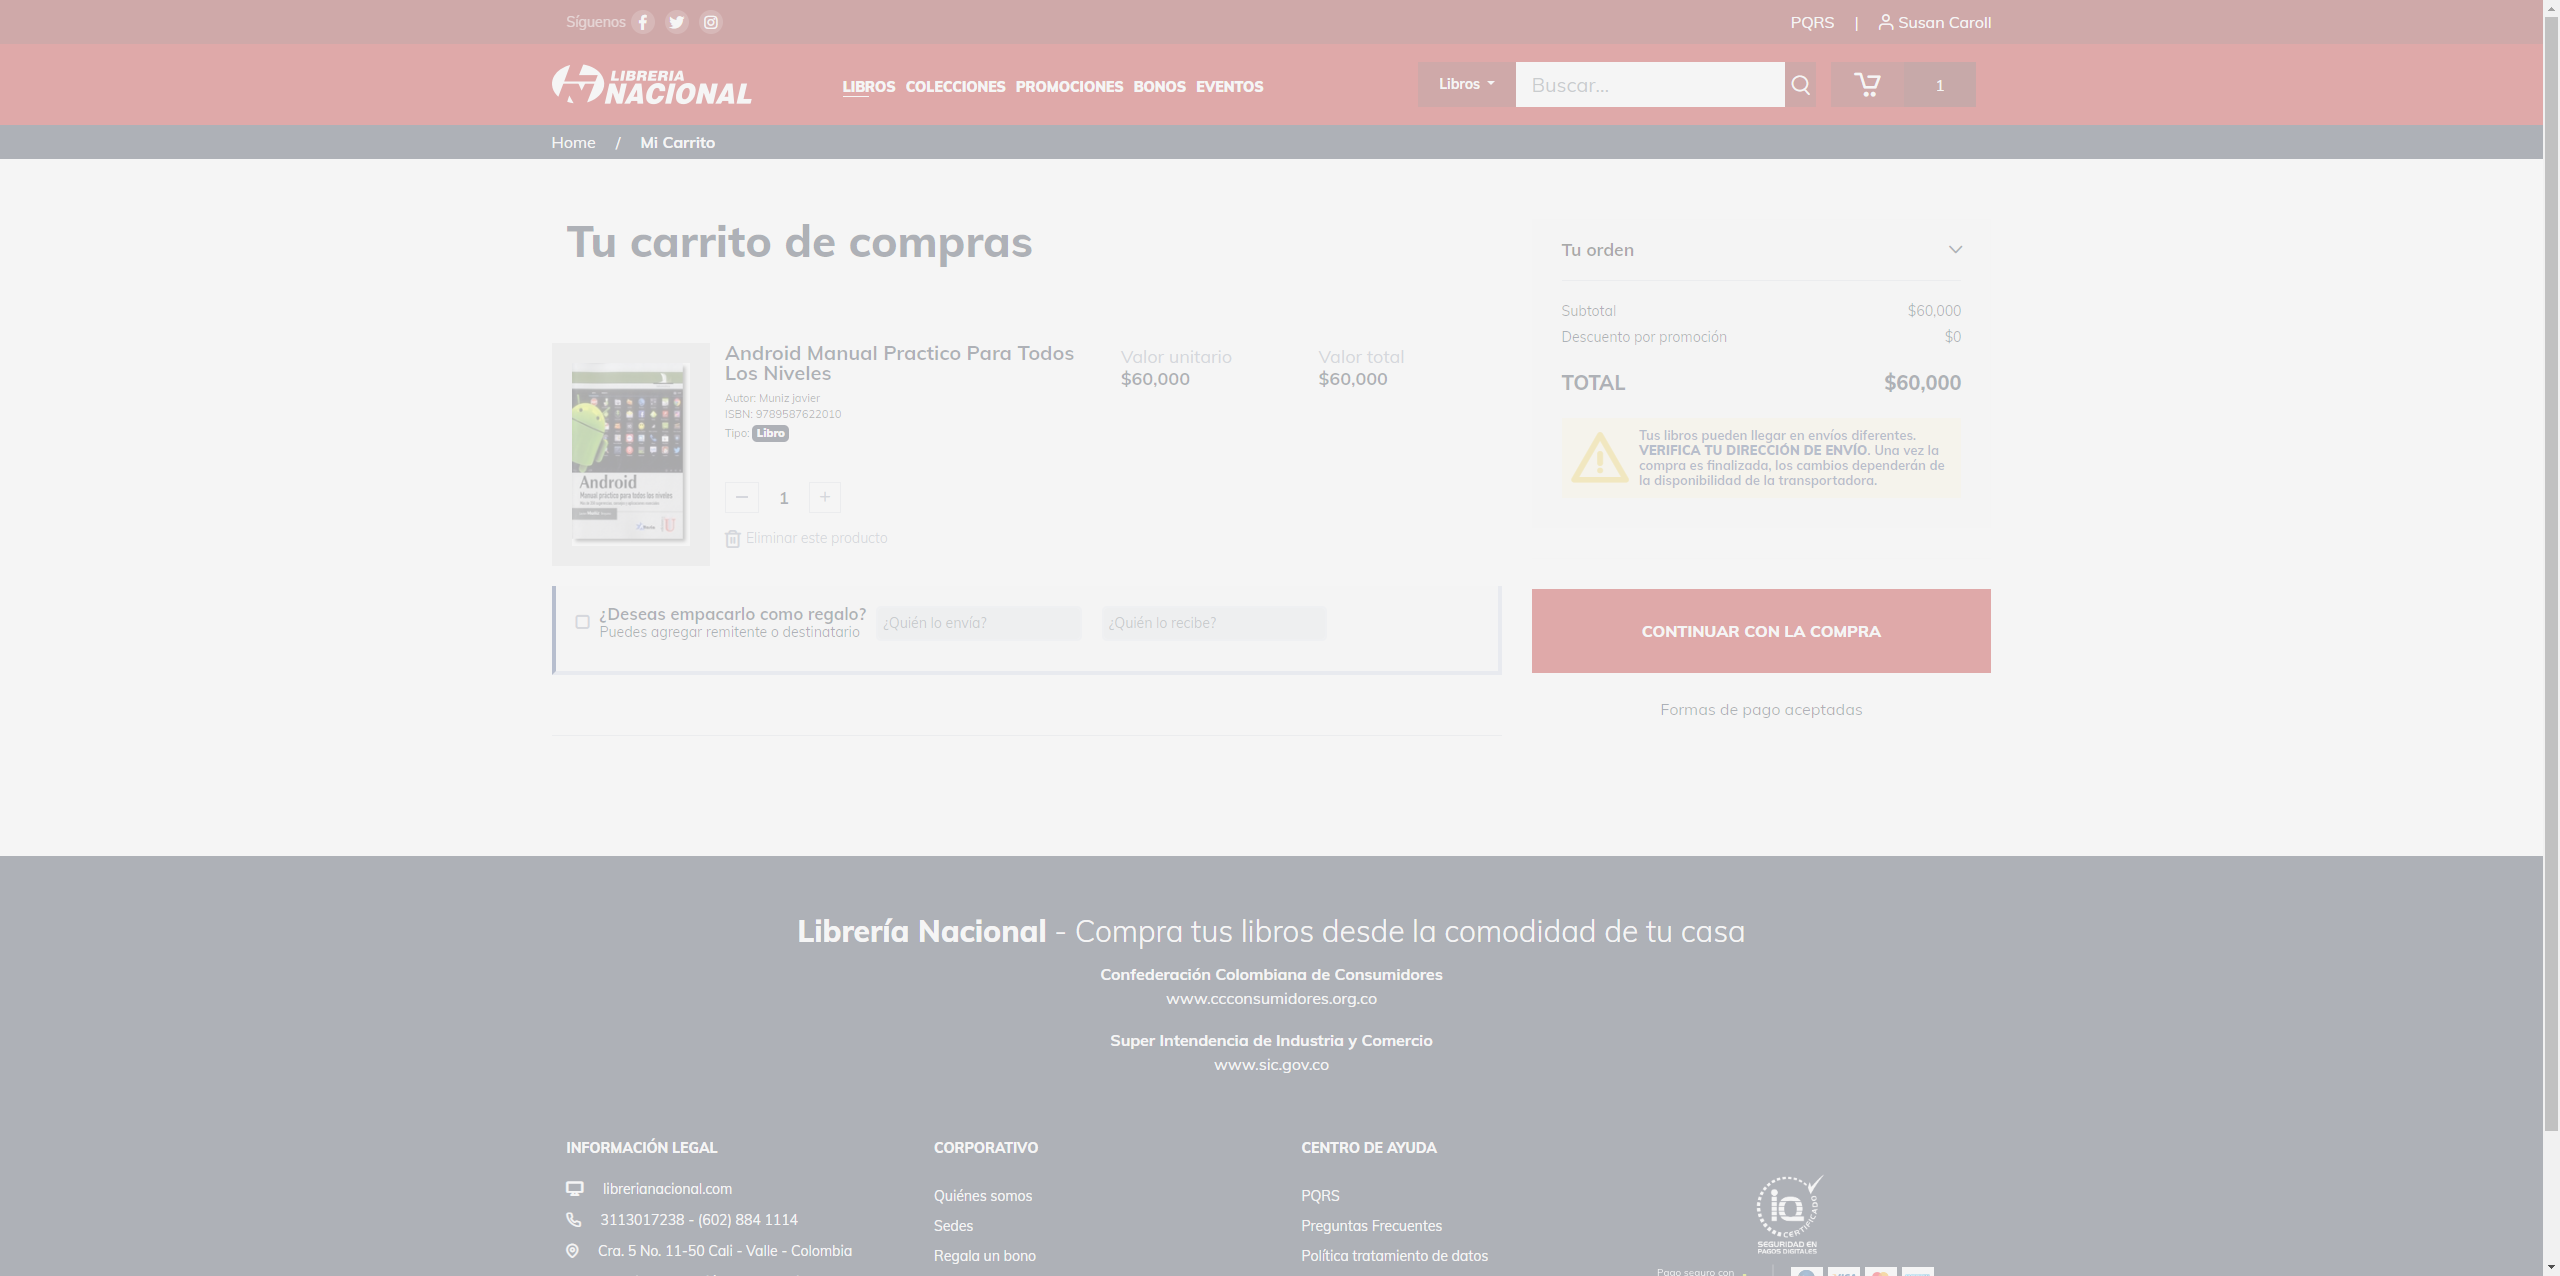 Síguenos
PQRS | Susan Caroll
LIBRERIA
NACIONAL
LIBROS COLECCIONES PROMOCIONES BONOS EVENTOS
Libros
Buscar...
1
Home / Mi Carrito
Tu carrito de compras
Android Manual Practico Para Todos
Los Niveles
Autor: Muniz javier
ISBN: 9789587622010
Tipo: Libro
Valor unitario
$60,000
Valor total
$60,000
Android
Manual práctico para todos los niveles
1
Eliminar este producto
¿Deseas empacarlo como regalo?
Puedes agregar remitente o destinatario
¿Quién lo envía?
¿Quién lo recibe?
Tu orden
Subtotal $60,000
Descuento por promoción $0
TOTAL $60,000
Tus libros pueden llegar en envíos diferentes.
VERIFICA TU DIRECCIÓN DE ENVÍO. Una vez la
compra es finalizada, los cambios dependerán de
la disponibilidad de la transportadora.
CONTINUAR CON LA COMPRA
Formas de pago aceptadas
Librería Nacional - Compra tus libros desde la comodidad de tu casa
Confederación Colombiana de Consumidores
www.ccconsumidores.org.co
Super Intendencia de Industria y Comercio
www.sic.gov.co
INFORMACIÓN LEGAL
librerianacional.com
3113017238 - (602) 884 1114
Cra. 5 No. 11-50 Cali - Valle - Colombia
CORPORATIVO
Quiénes somos
Sedes
Regala un bono
CENTRO DE AYUDA
PQRS
Preguntas Frecuentes
Política tratamiento de datos
iQ
CERTIFICADO
SEGURIDAD EN
PAGOS DIGITALES
Pago seguro con